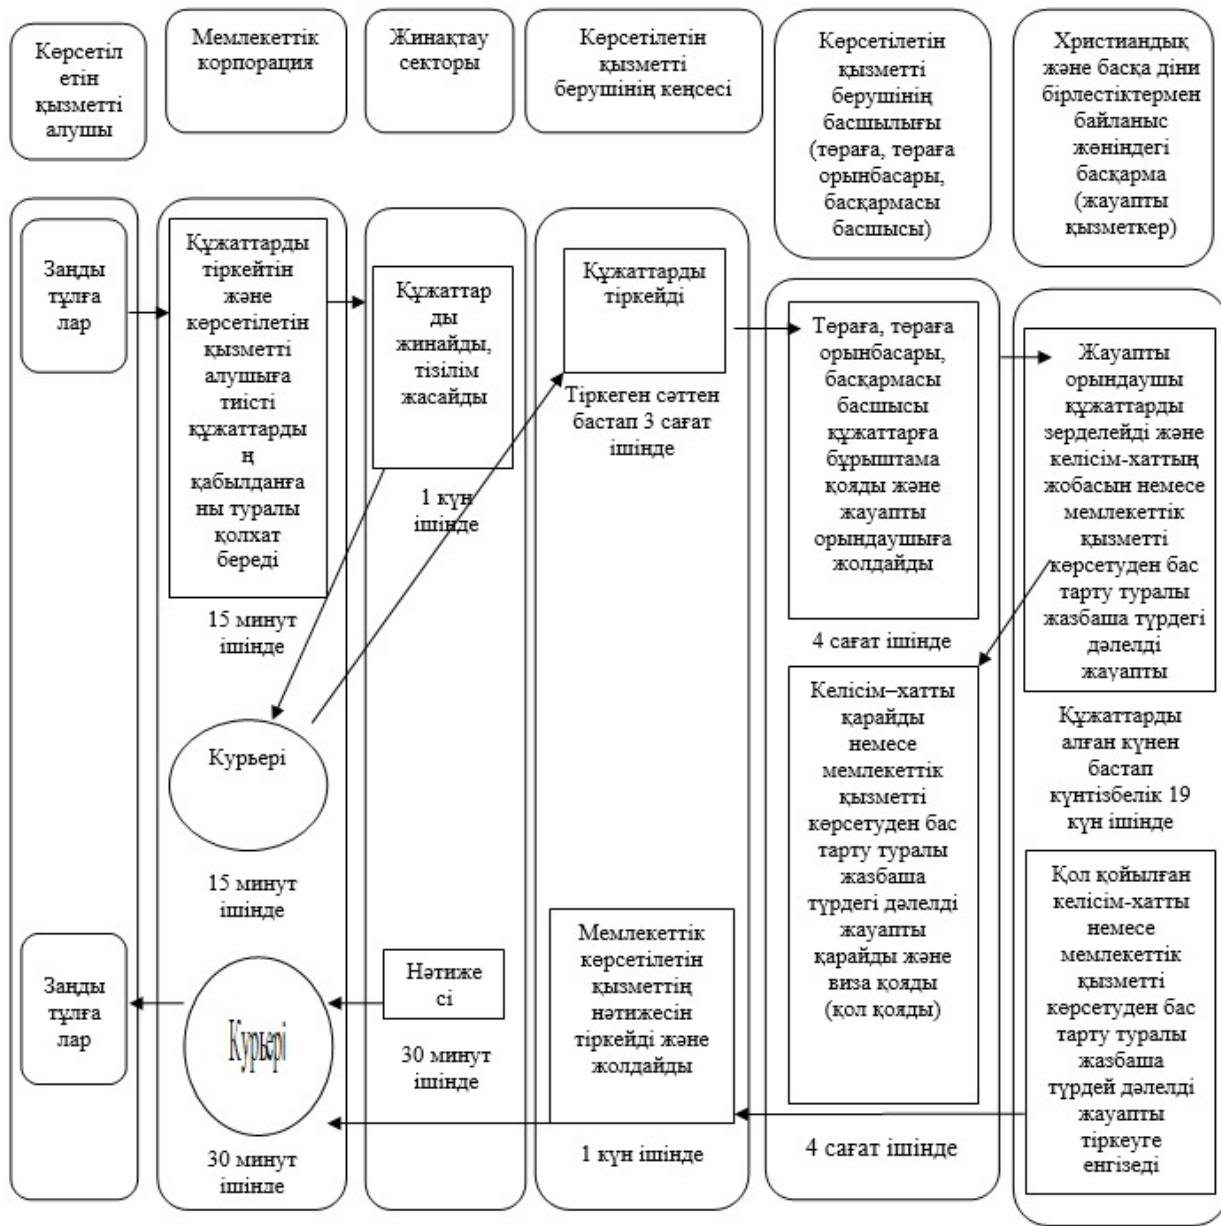 Көрсетіл
етін
қызметті
алушы
Мемлекеттік
корпорация
Жинақтау
секторы
Көрсетілетін
қызметті
берушінің кеңсесі
Көрсетілетін
қызметті
берушінің
басшылығы
(төраға, төраға
орынбасары,
басқармасы
басшысы)
Христиандық
және басқа діни
бірлестіктермен
байланыс
жөніндегі
басқарма
(жауапты
қызметкер)
Заңды
тұлға
лар
Құжаттарды
тіркейтін
және
көрсетілетін
қызметті
алушыға
тиісті
құжаттарды
ң
қабылданға
ны туралы
қолхат
береді
15 минут
ішінде
Құжаттар
ды
жинайды,
тізілім
жасайды
1 күн
ішінде
Құжаттарды
тіркейді
Тіркеген сәттен
бастап 3 сағат
ішінде
Төраға, төраға
орынбасары,
басқармасы
басшысы
құжаттарға
бұрыштама
қояды және
жауапты
орындаушыға
жолдайды
4 сағат ішінде
Жауапты
орындаушы
құжаттарды
зерделейді және
келісім-хаттың
жобасын немесе
мемлекеттік
қызметті
көрсетуден бас
тарту туралы
жазбаша түрдегі
дәлелді
жауапты
Құжаттарды
алған күнен
бастап
күнтізбелік 19
күн ішінде
Курьері
15 минут
ішінде
Келісім–хатты
қарайды
немесе
мемлекеттік
қызметті
көрсетуден бас
тарту туралы
жазбаша
түрдегі дәлелді
жауапты
қарайды және
виза қояды
(қол қояды)
4 сағат ішінде
Қол қойылған
келісім-хатты
немесе
мемлекеттік
қызметті
көрсетуден бас
тарту туралы
жазбаша
түрдей дәлелді
жауапты
тіркеуге
енгізеді
Мемлекеттік
көрсетілетін
қызметтің
нәтижесін
тіркейді және
жолдайды
1 күн ішінде
Нәтиже
сі
30 минут
ішінде
Курьері
30 минут
ішінде
Заңды
тұлға
лар